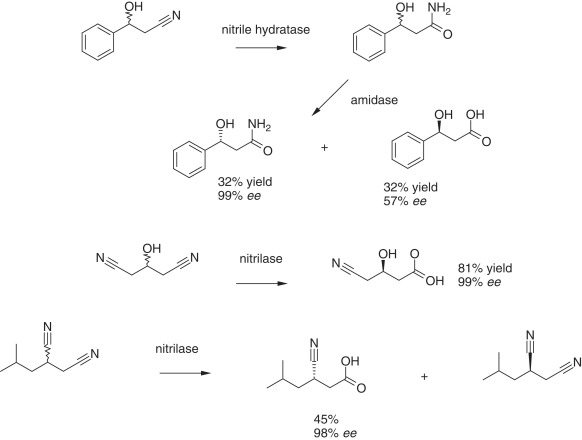 OH
N
nitrile hydratase
OH NH2
O
amidase
OH NH2
O
+
OH OH
O
32% yield
99% ee
32% yield
57% ee
N OH N
nitrilase
N OH O
OH
81% yield
99% ee
N
N
nitrilase
N
OH
O
+
N
N
45%
98% ee